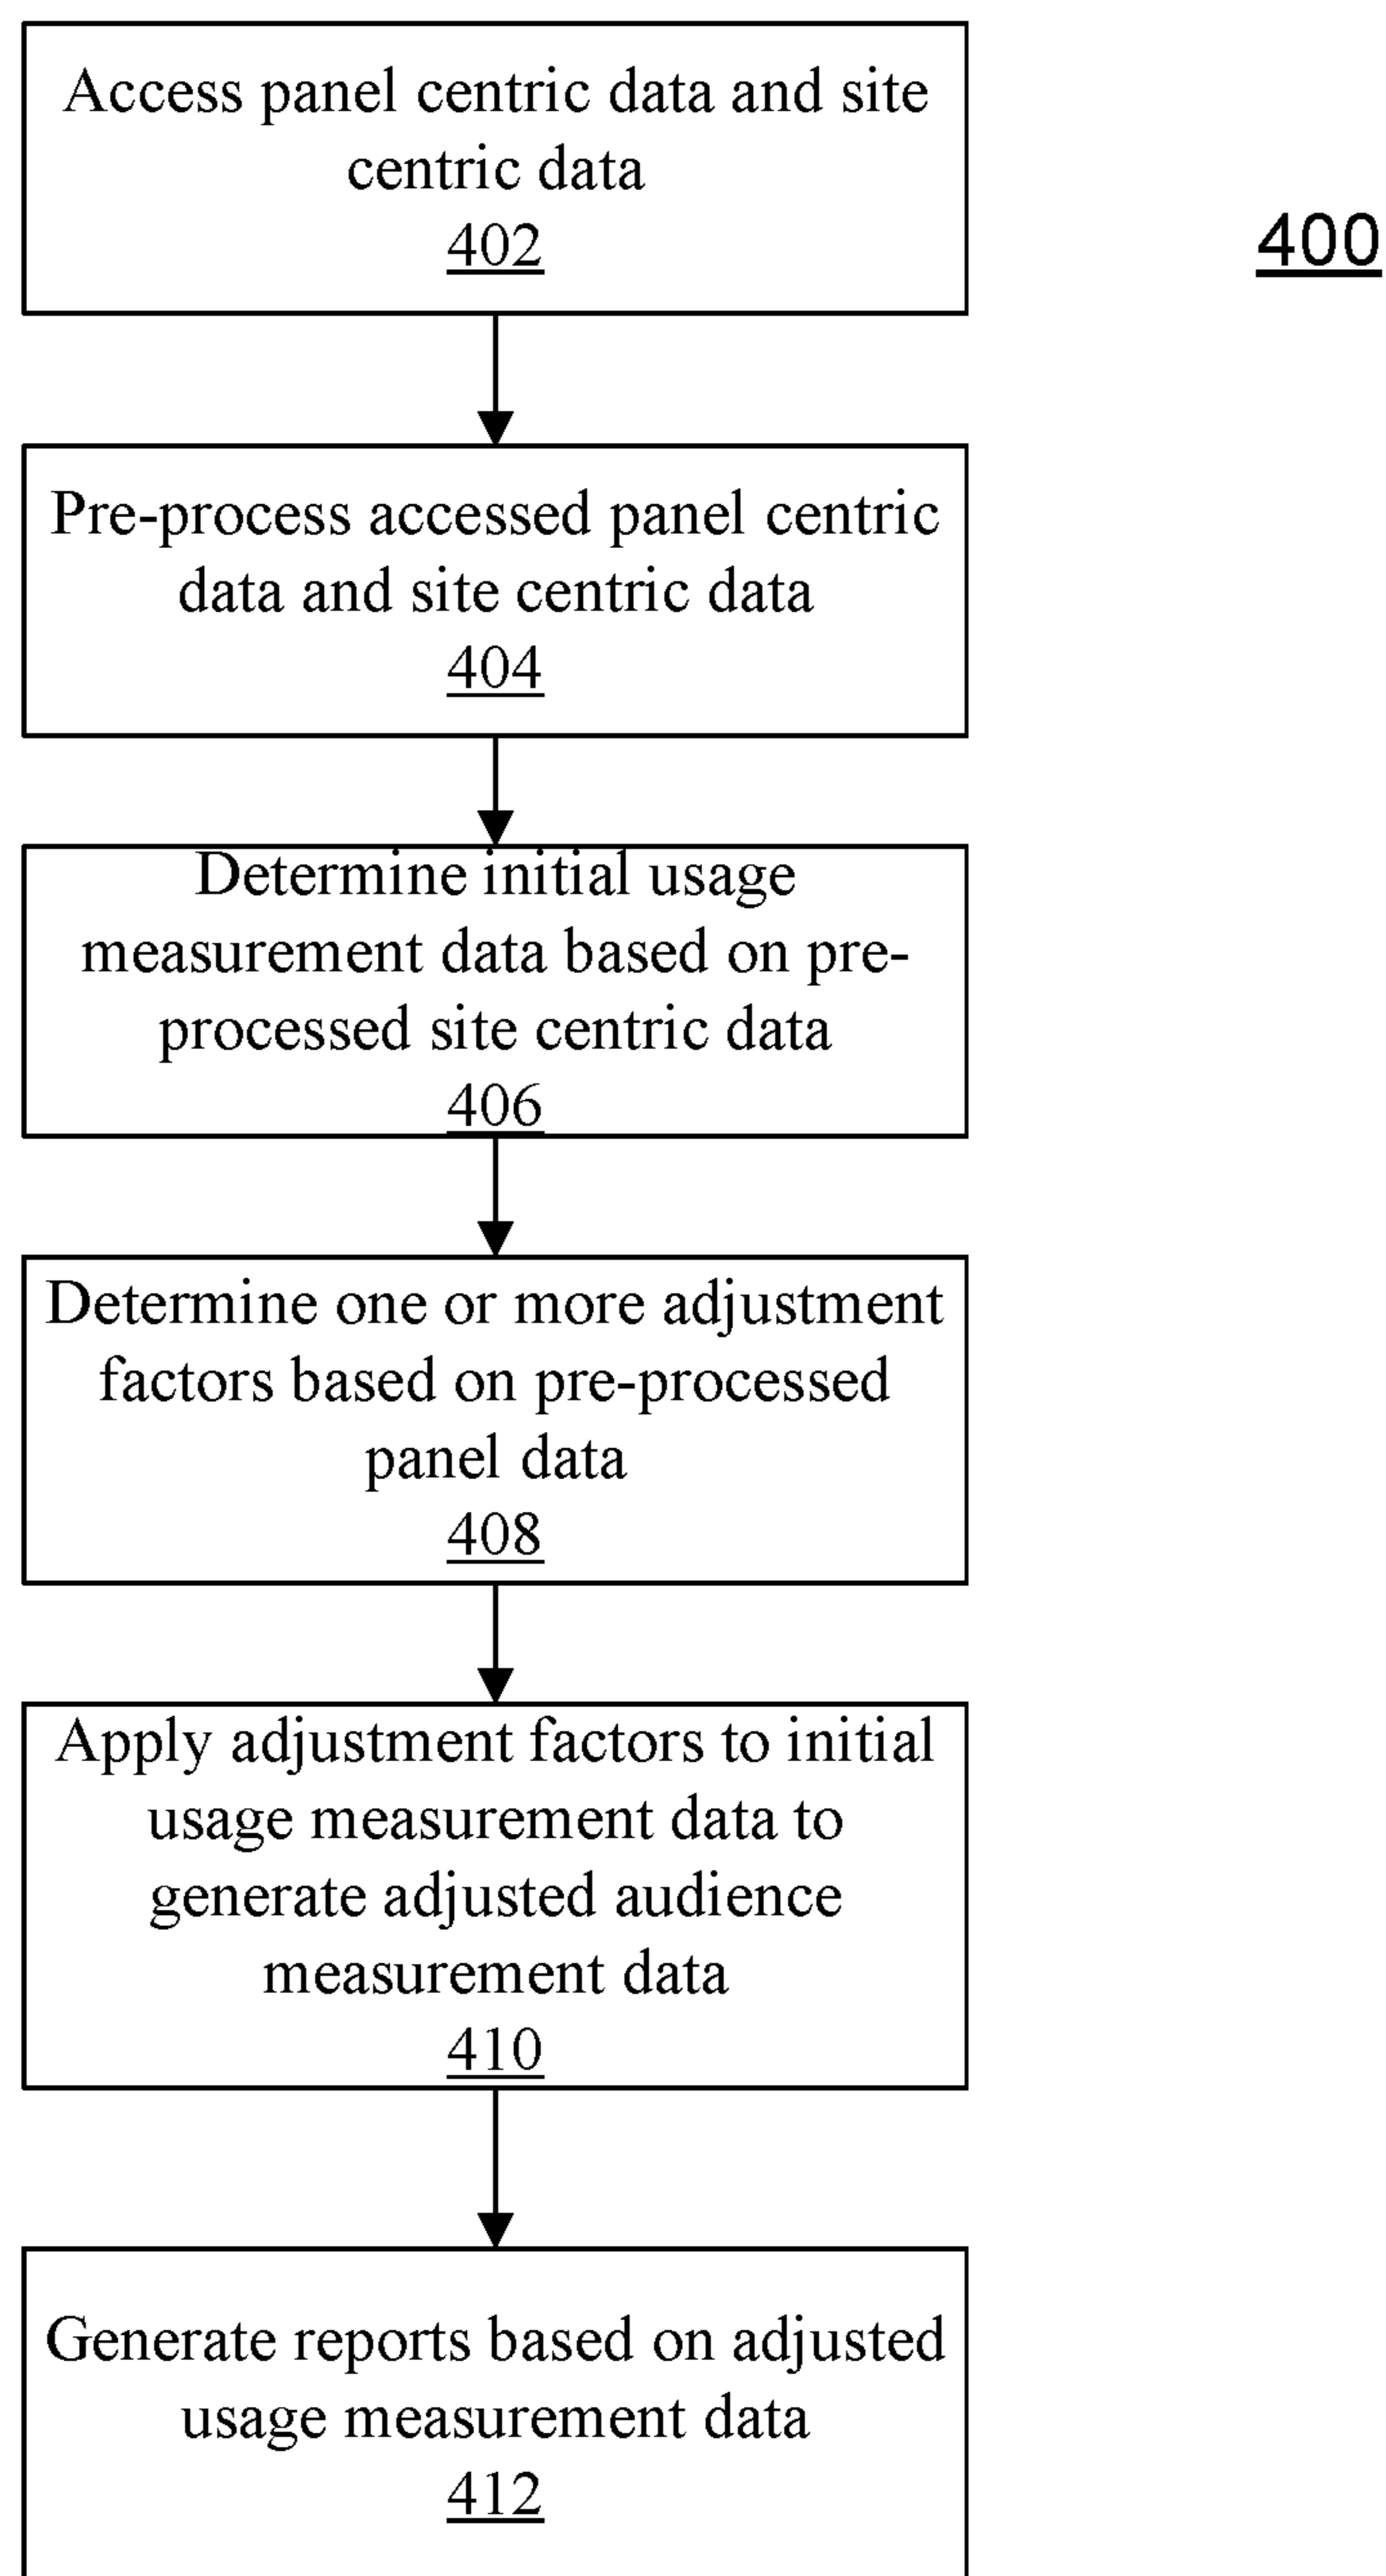 Access panel centric data and site
centric data
402
400
Pre-process accessed panel centric
data and site centric data
404
Determine initial usage
measurement data based on pre-
processed site centric data
406
Determine one or more adjustment
factors based on pre-processed
panel data
408
Apply adjustment factors to initial
usage measurement data to
generate adjusted audience
measurement data
410
Generate reports based on adjusted
usage measurement data
412